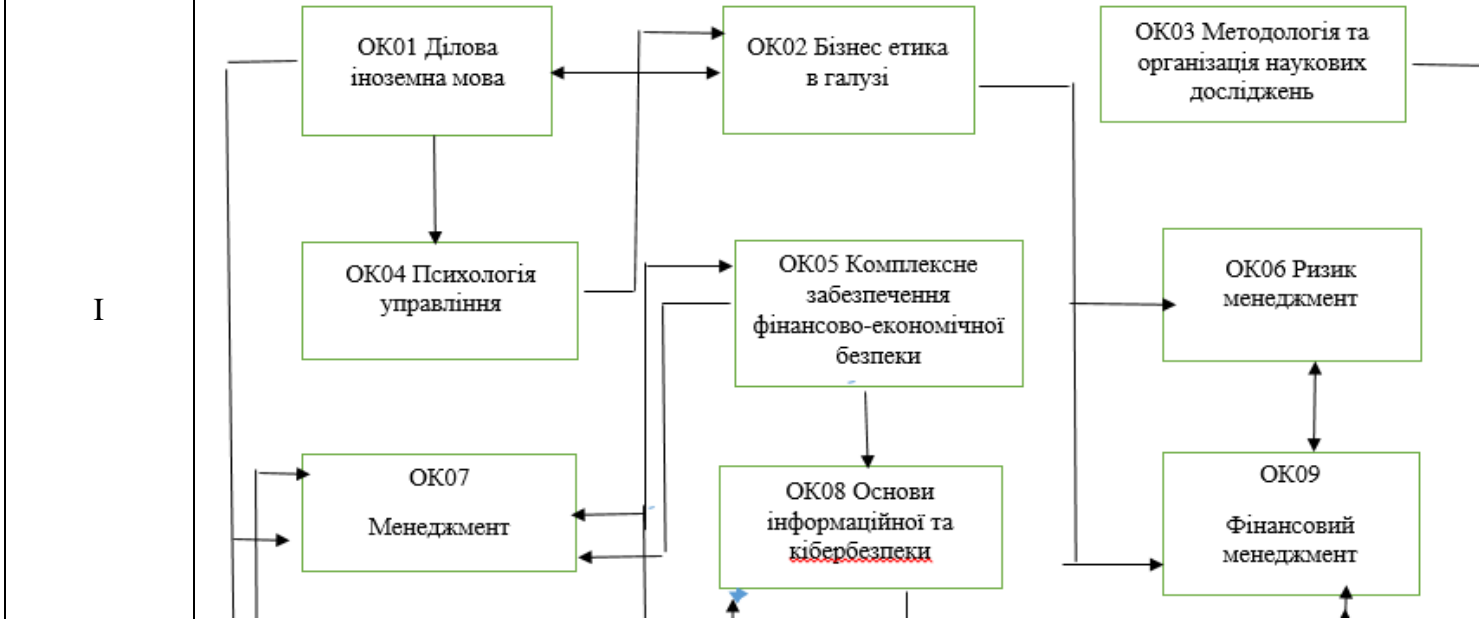 ОК01 Ділова
іноземна мова
ОК02 Бізнес етика
в галузі
ОК03 Методологія та
організація наукових
досліджень
І
ОК04 Психологія
управління
ОК05 Комплексне
забезпечення
фінансово-економічної
безпеки
ОК06 Ризик
менеджмент
ОК07
Менеджмент
ОК08 Основи
інформаційної та
кібербезпеки
ОК09
Фінансовий
менеджмент